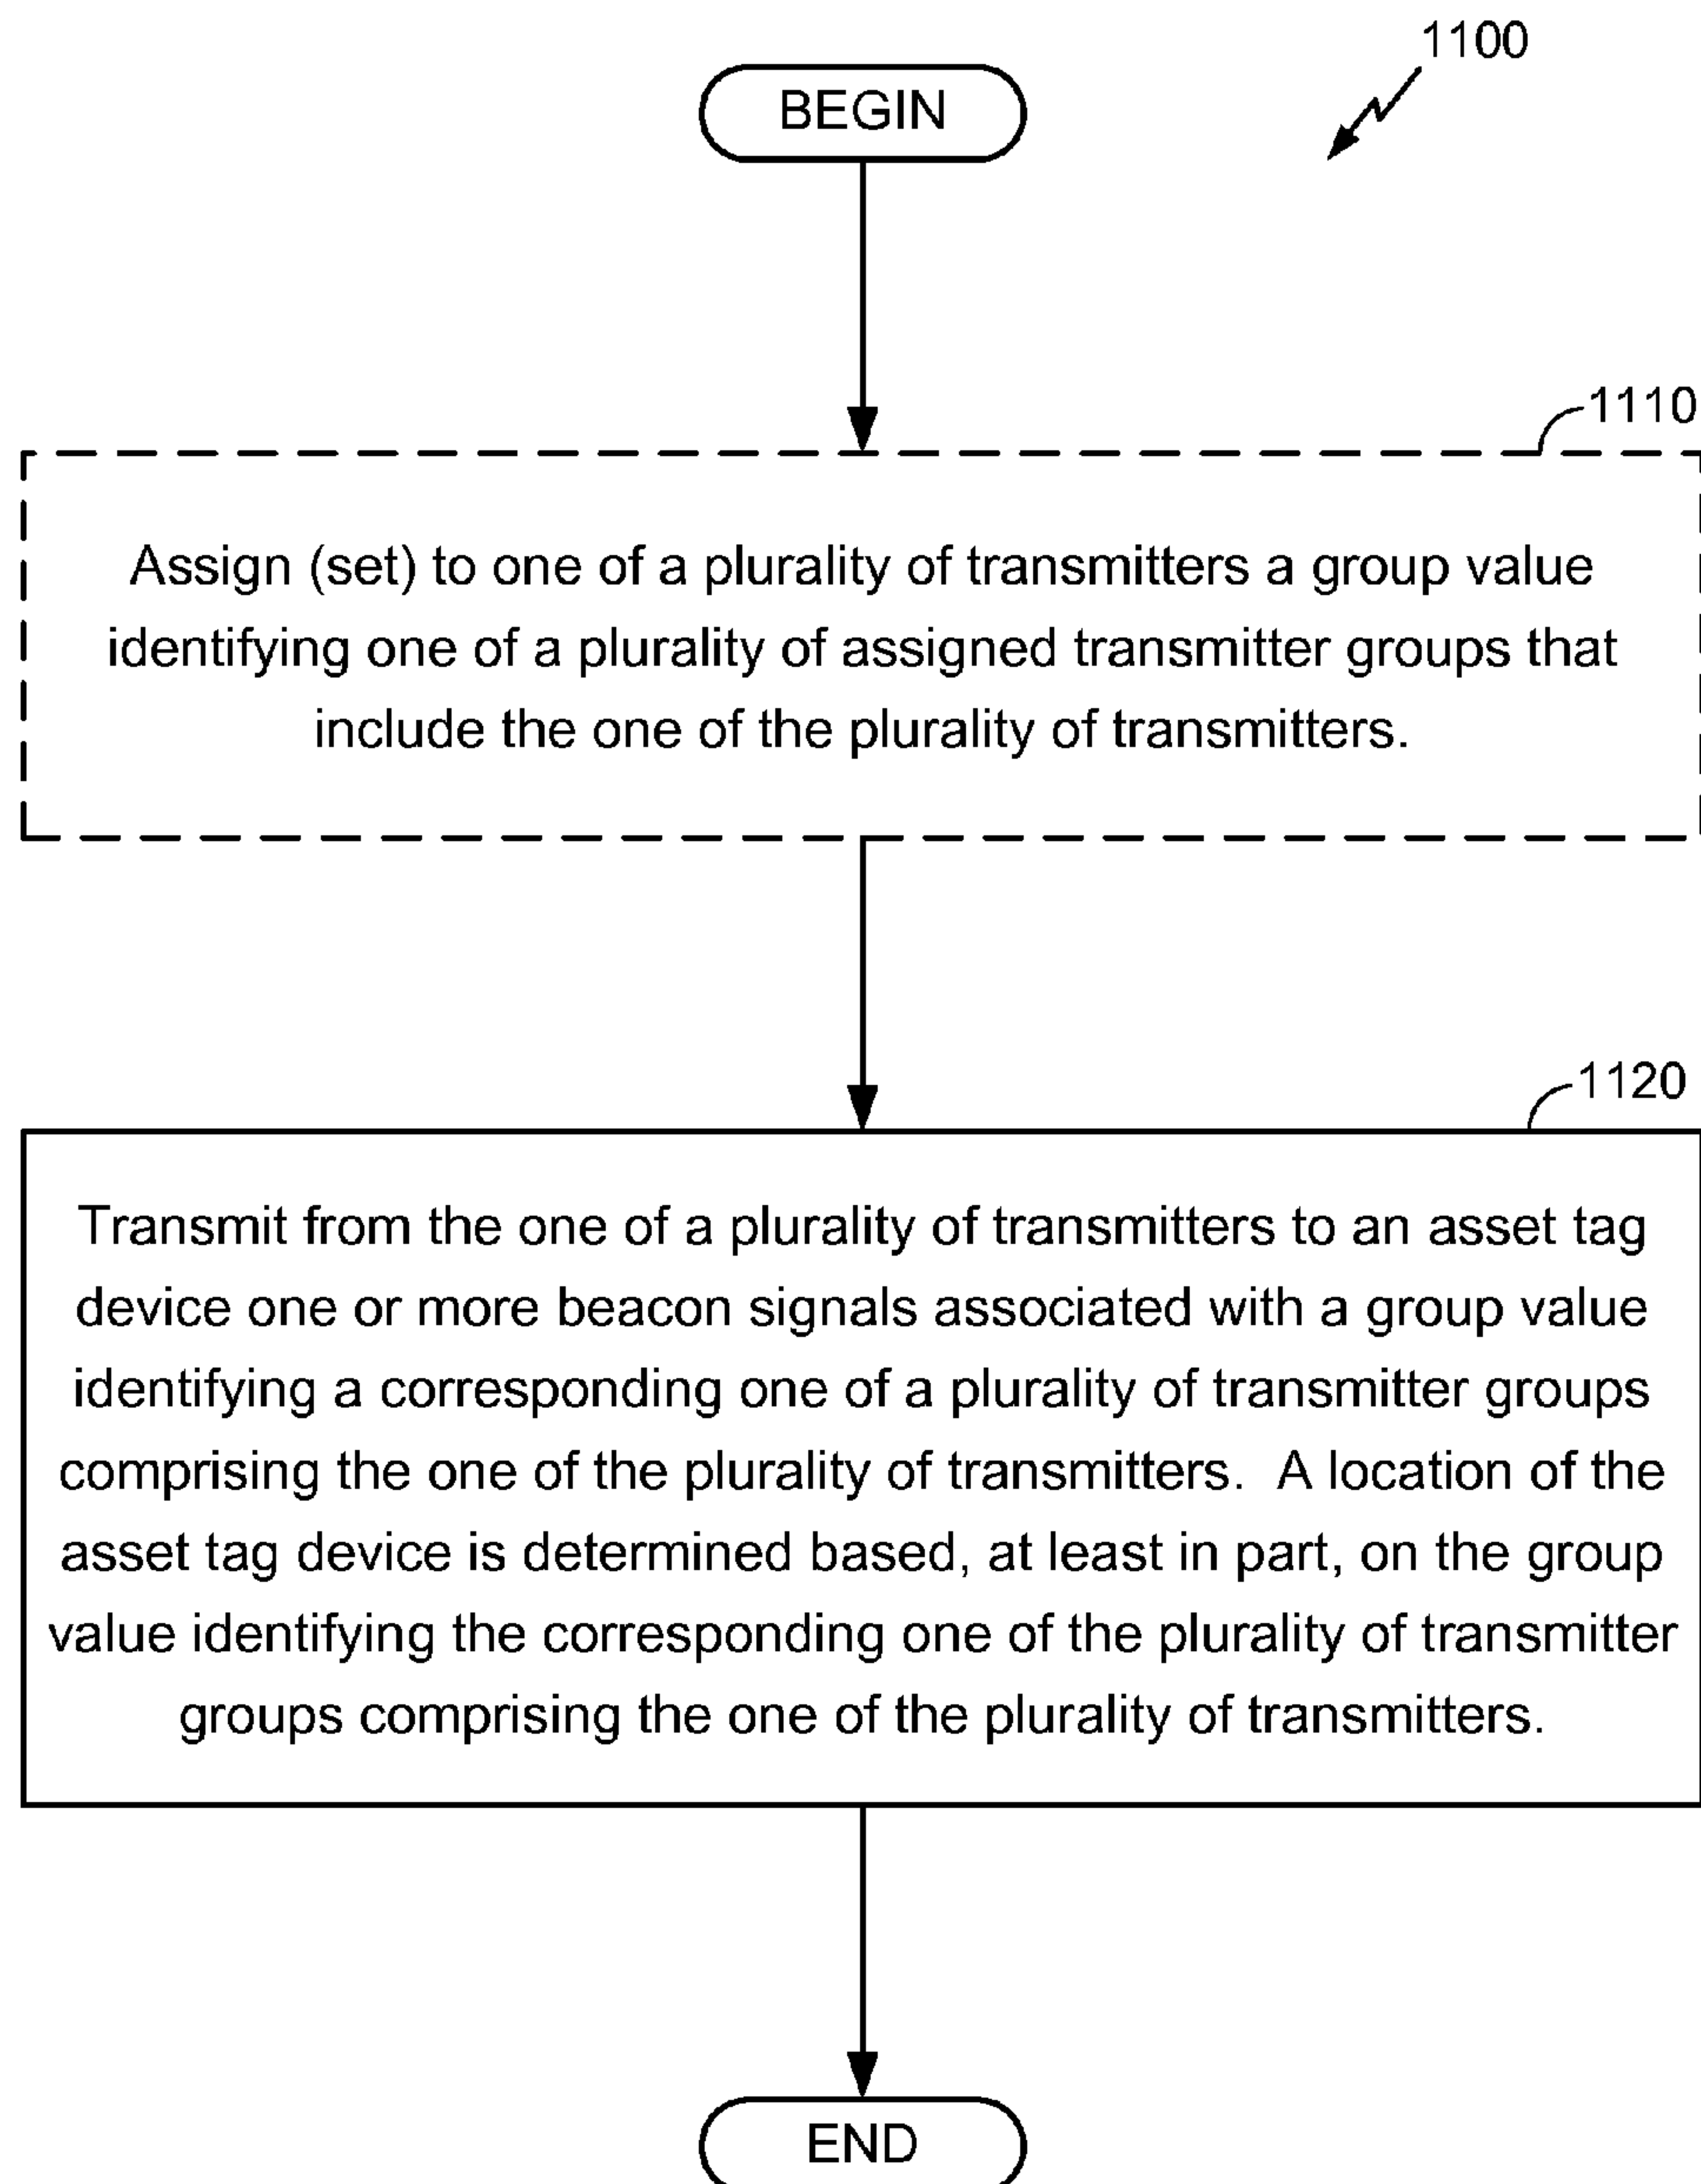 1100
BEGIN
1110
Assign (set) to one of a plurality of transmitters a group value
identifying one of a plurality of assigned transmitter groups that
include the one of the plurality of transmitters.
1120
Transmit from the one of a plurality of transmitters to an asset tag
device one or more beacon signals associated with a group value
identifying a corresponding one of a plurality of transmitter groups
comprising the one of the plurality of transmitters.  A location of the
asset tag device is determined based, at least in part, on the group
value identifying the corresponding one of the plurality of transmitter
groups comprising the one of the plurality of transmitters.
END